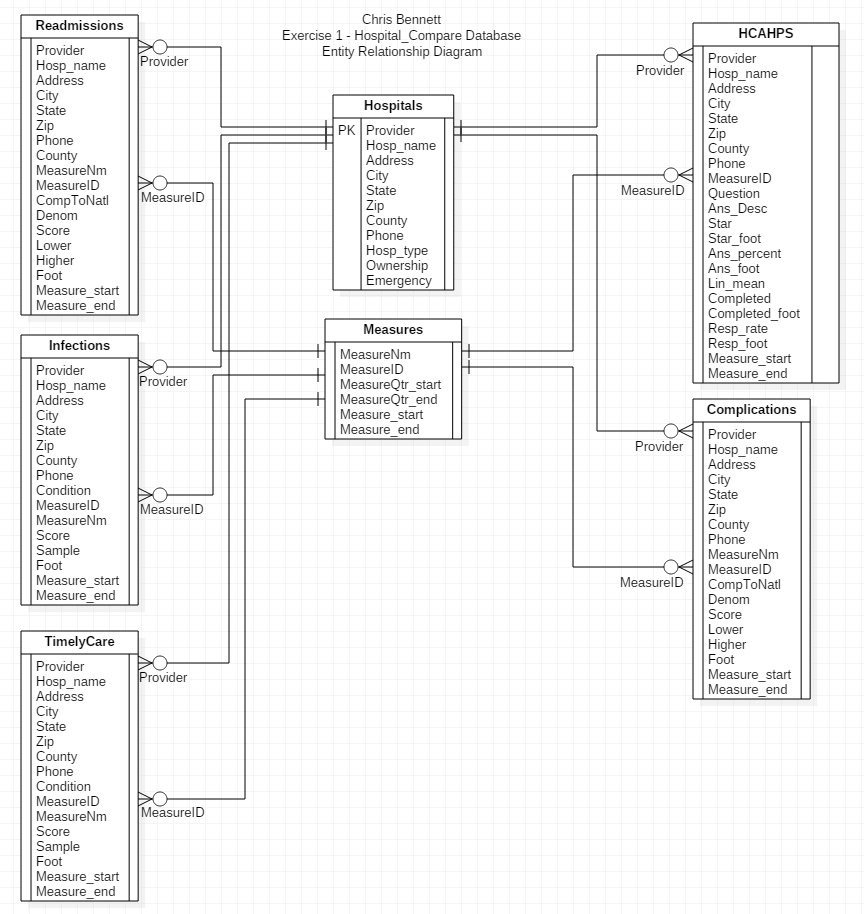 Chris Bennett
Exercise 1 - Hospital_Compare Database
Entity Relationship Diagram
Readmissions
Provider
Hosp_name
Address
City
State
Zip
Phone
County
MeasureNm
MeasureID
CompToNatl
Denom
Score
Lower
Higher
Foot
Measure_start
Measure_end
Provider
MeasureID
Infections
Provider
Hosp_name
Address
City
State
Zip
County
Phone
Condition
MeasureID
MeasureNm
Score
Sample
Foot
Measure_start
Measure_end
Provider
MeasureID
TimelyCare
Provider
Hosp_name
Address
City
State
Zip
County
Phone
Condition
MeasureID
MeasureNm
Score
Sample
Foot
Measure_start
Measure_end
Provider
MeasureID
Hospitals
PK Provider
Hosp_name
Address
City
State
Zip
County
Phone
Hosp_type
Ownership
Emergency
Measures
MeasureNm
MeasureID
MeasureQtr_start
MeasureQtr_end
Measure_start
Measure_end
HCAHPS
Provider
Hosp_name
Address
City
State
Zip
County
Phone
MeasureID
Question
Ans_Desc
Star
Star_foot
Ans_percent
Ans_foot
Lin_mean
Completed
Completed_foot
Resp_rate
Resp_foot
Measure_start
Measure_end
Provider
MeasureID
Complications
Provider
Hosp_name
Address
City
State
Zip
County
Phone
MeasureNm
MeasureID
CompToNatl
Denom
Score
Lower
Higher
Foot
Measure_start
Measure_end
Provider
MeasureID